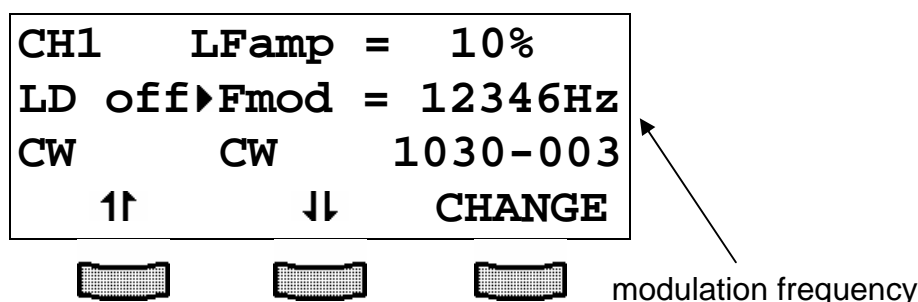 CH1 LFamp = 10%
LD off▶Fmod = 12346Hz
CW CW 1030-003
⇈ ⇊ CHANGE
modulation frequency